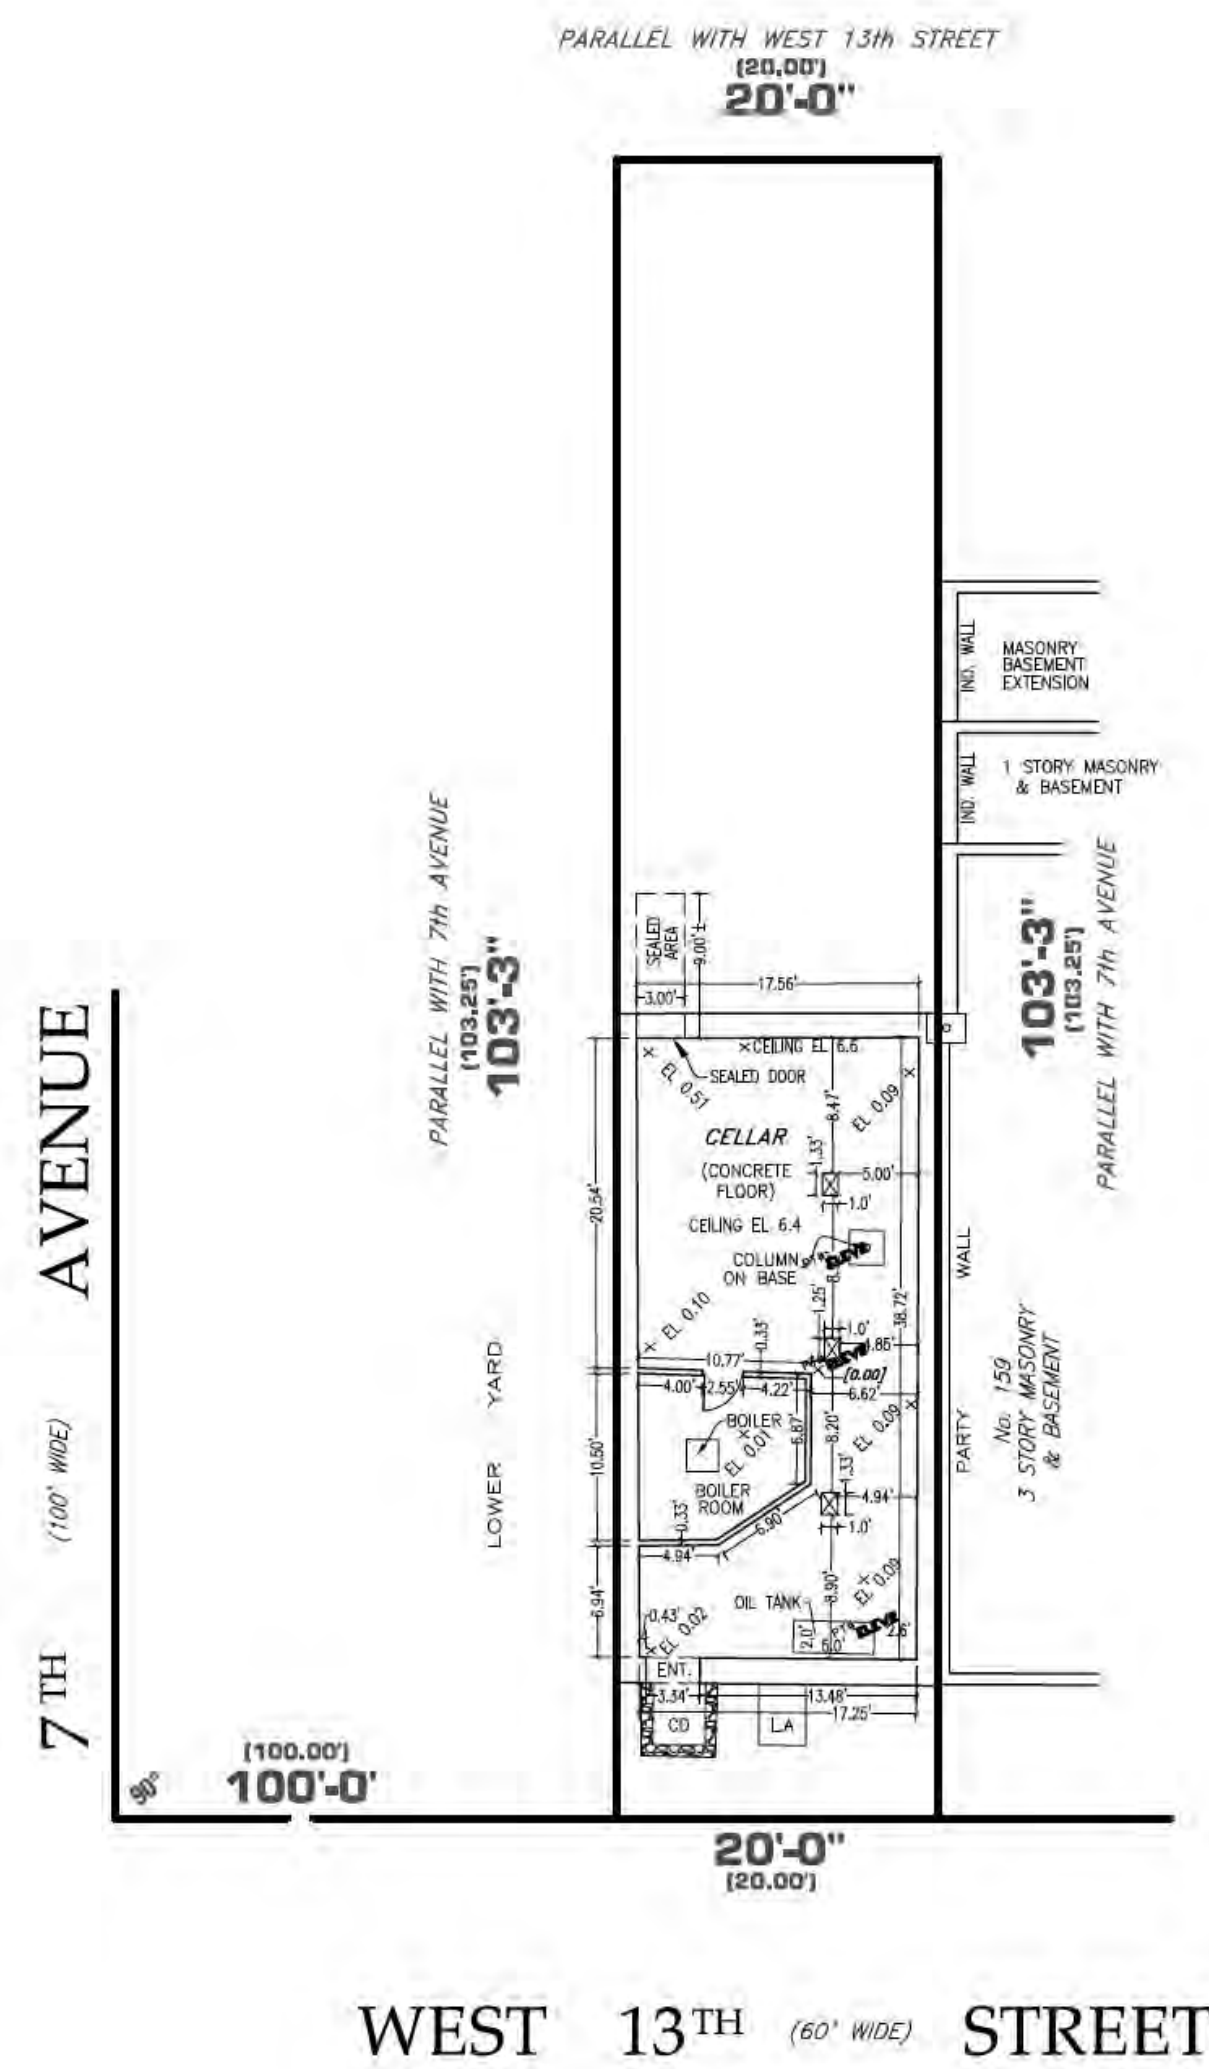 PARALLEL WITH WEST 13th STREET
(20.00')
20'-0"
IND. WALL
MASONRY
BASEMENT
EXTENSION
IND. WALL
1 STORY MASONRY
& BASEMENT
PARALLEL WITH 7th AVENUE
(103.25')
103'-3"
103'-3"
(103.25')
PARALLEL WITH 7th AVENUE
SEALED
AREA
9.00'±
17.56'
3.00'
CEILING EL 6.6
SEALED DOOR
EL 0.51
EL 0.09
8.47'
CELLAR
(CONCRETE
FLOOR)
1.33'
5.00'
1.0'
20.54'
CEILING EL 6.4
COLUMN
ON BASE
1.25'
38.72'
EL 0.10
0.33'
1.0'
4.85'
[0.00]
10.77'
4.00'
2.55'
4.22'
6.62'
BOILER
EL 0.01
6.87'
8.20'
EL 0.09
10.50'
BOILER
ROOM
1.33'
4.94'
0.33'
6.90'
1.0'
4.94'
6.94'
8.90'
EL 0.09
OIL TANK
0.43'
EL 0.02
2.0'
6.0'
2.6'
ENT.
3.34'
13.48'
17.25'
CD
LA
LOWER YARD
PARTY WALL
No. 159
3 STORY MASONRY
& BASEMENT
7TH (100' WIDE) AVENUE
90°
(100.00')
100'-0'
20'-0"
(20.00')
WEST 13TH (60' WIDE) STREET